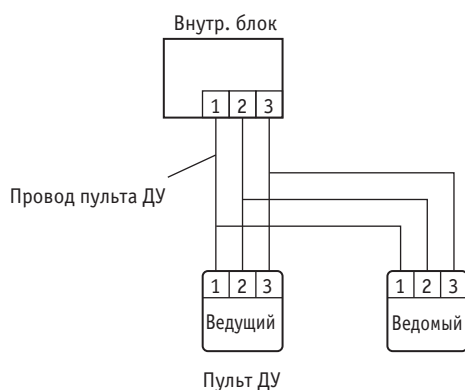 Внутр. блок
1 2 3
Провод пульта ДУ
1 2 3
Ведущий
1 2 3
Ведомый
Пульт ДУ